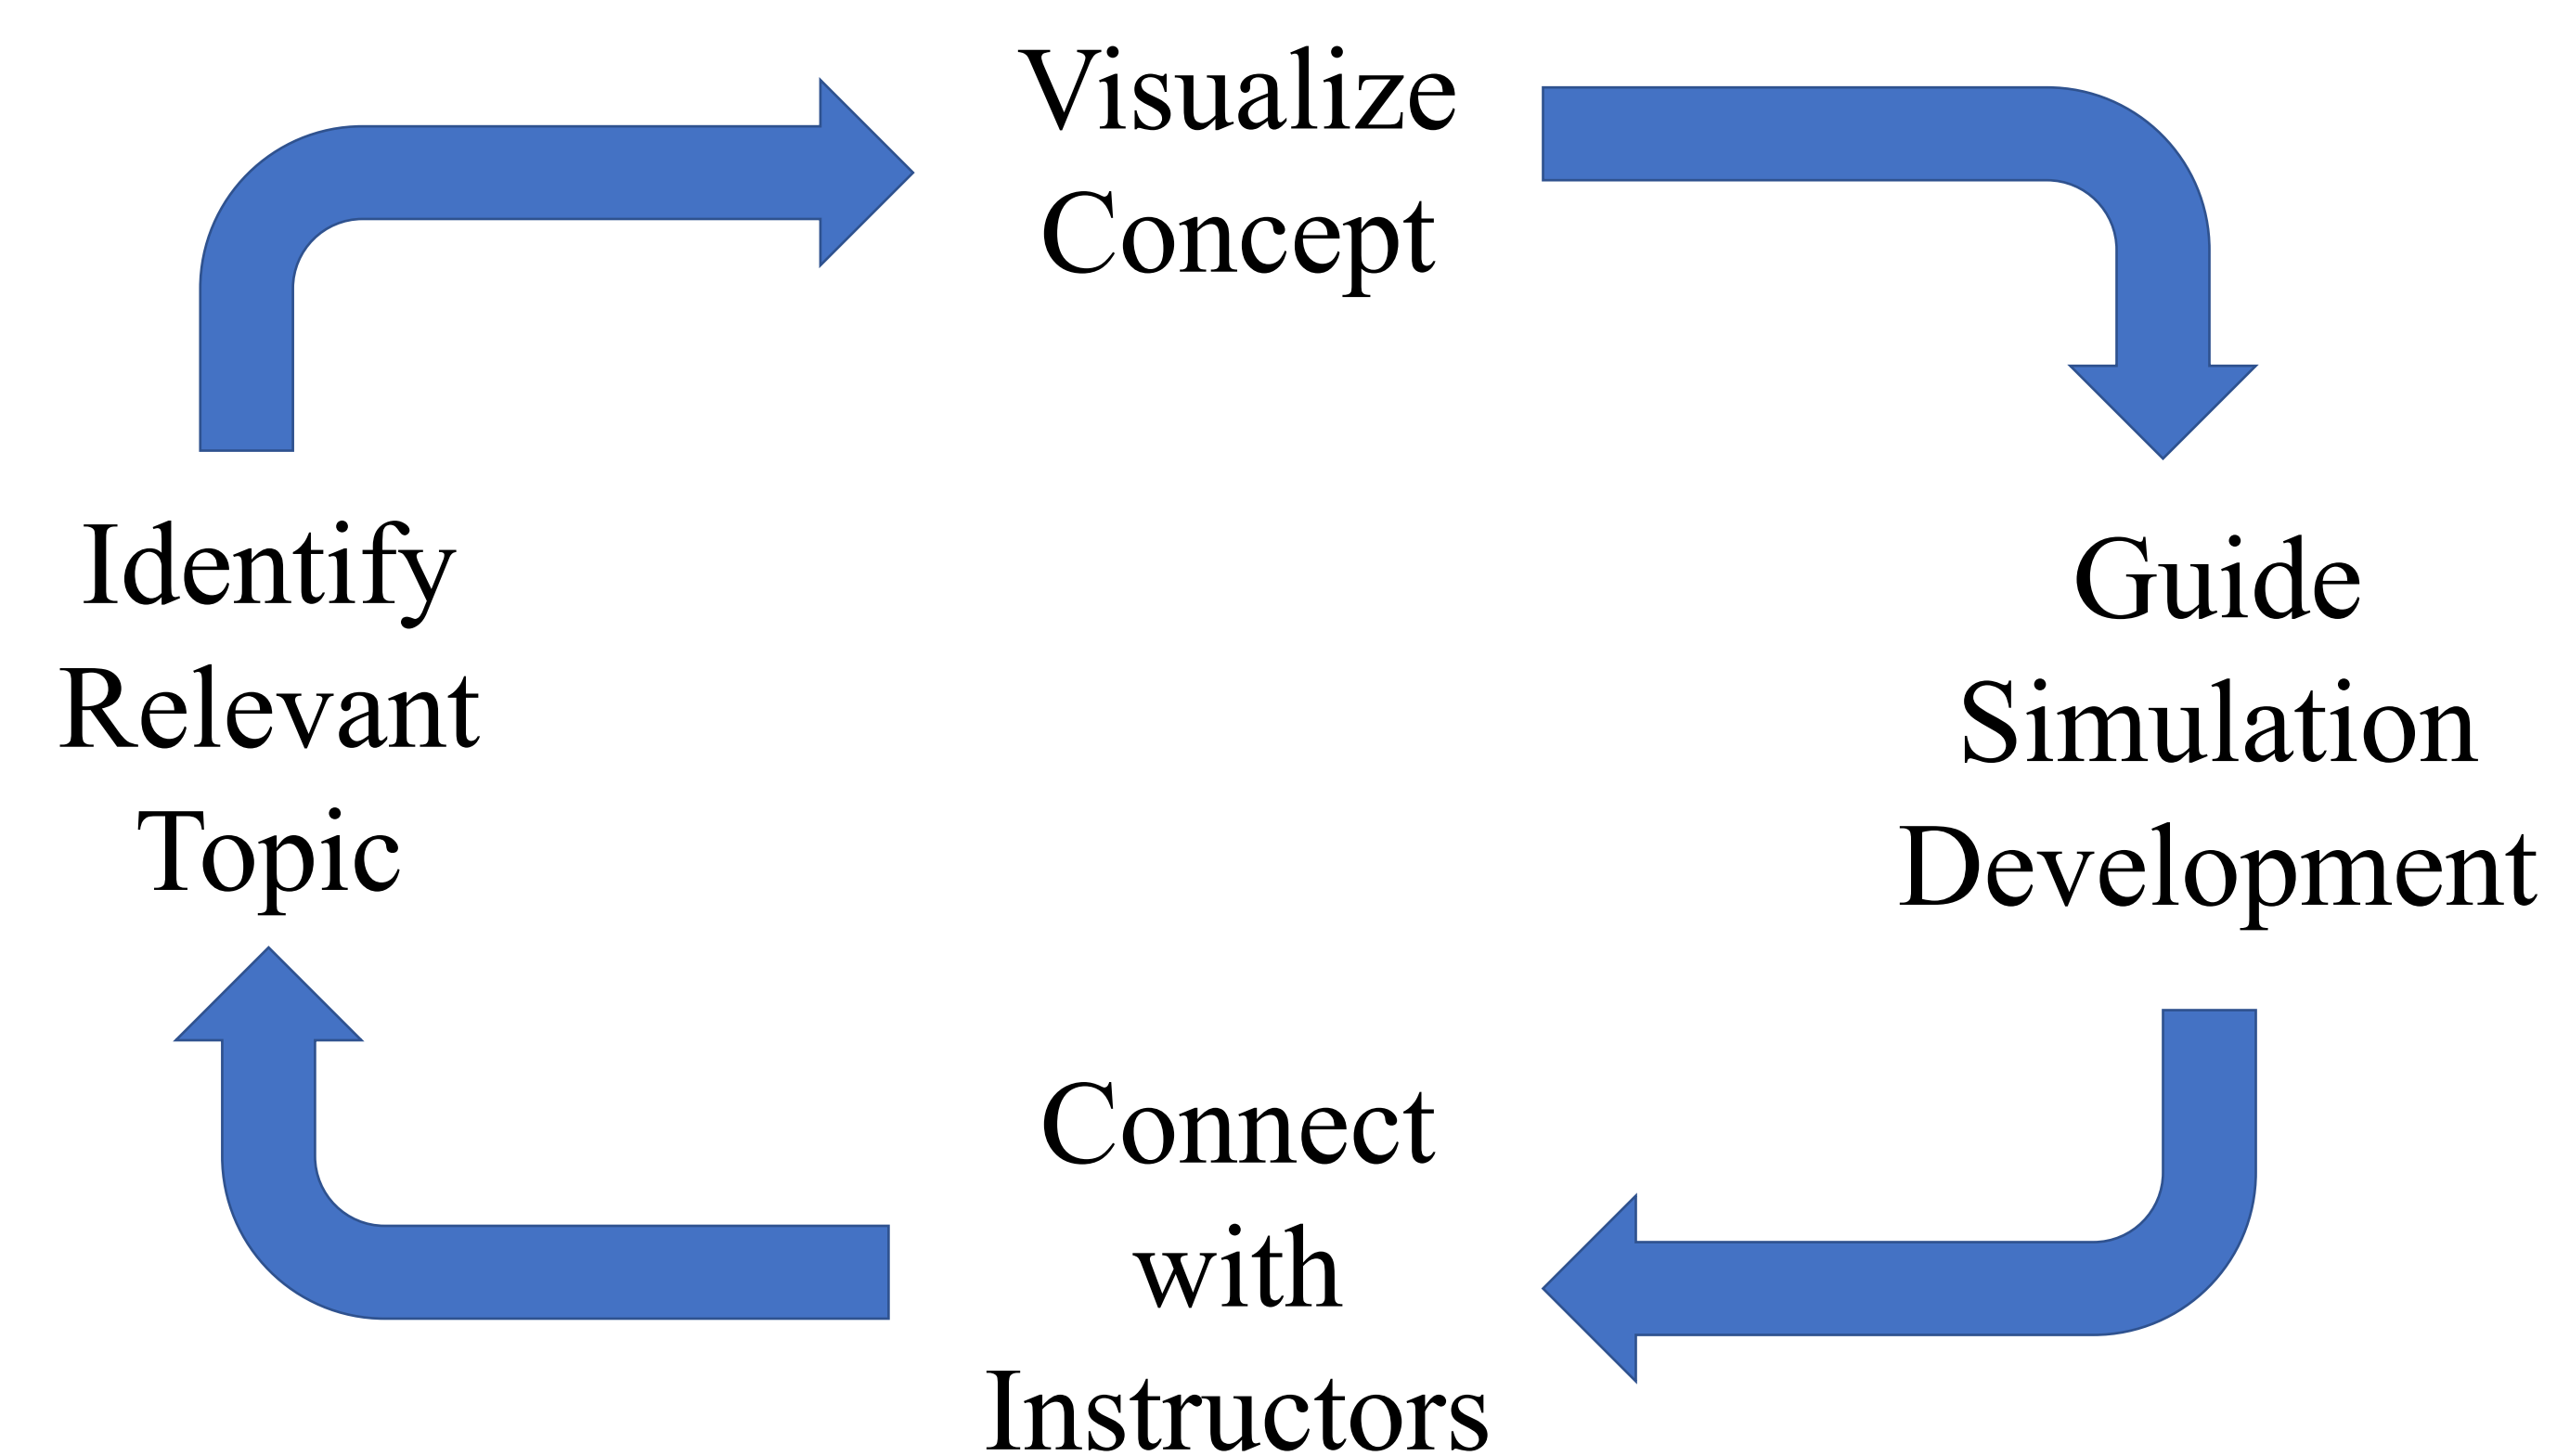 Visualize
Concept
Identify
Relevant
Topic
Guide
Simulation
Development
Connect
with
Instructors